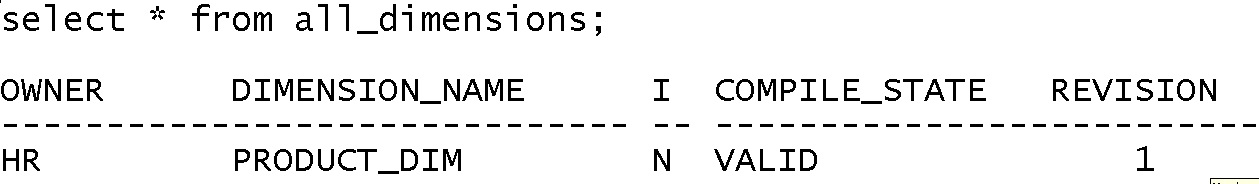 select * from all_dimensions;
OWNER DIMENSION_NAME I COMPILE_STATE REVISION
------------------------------ -- --------------------------
HR PRODUCT_DIM N VALID 1